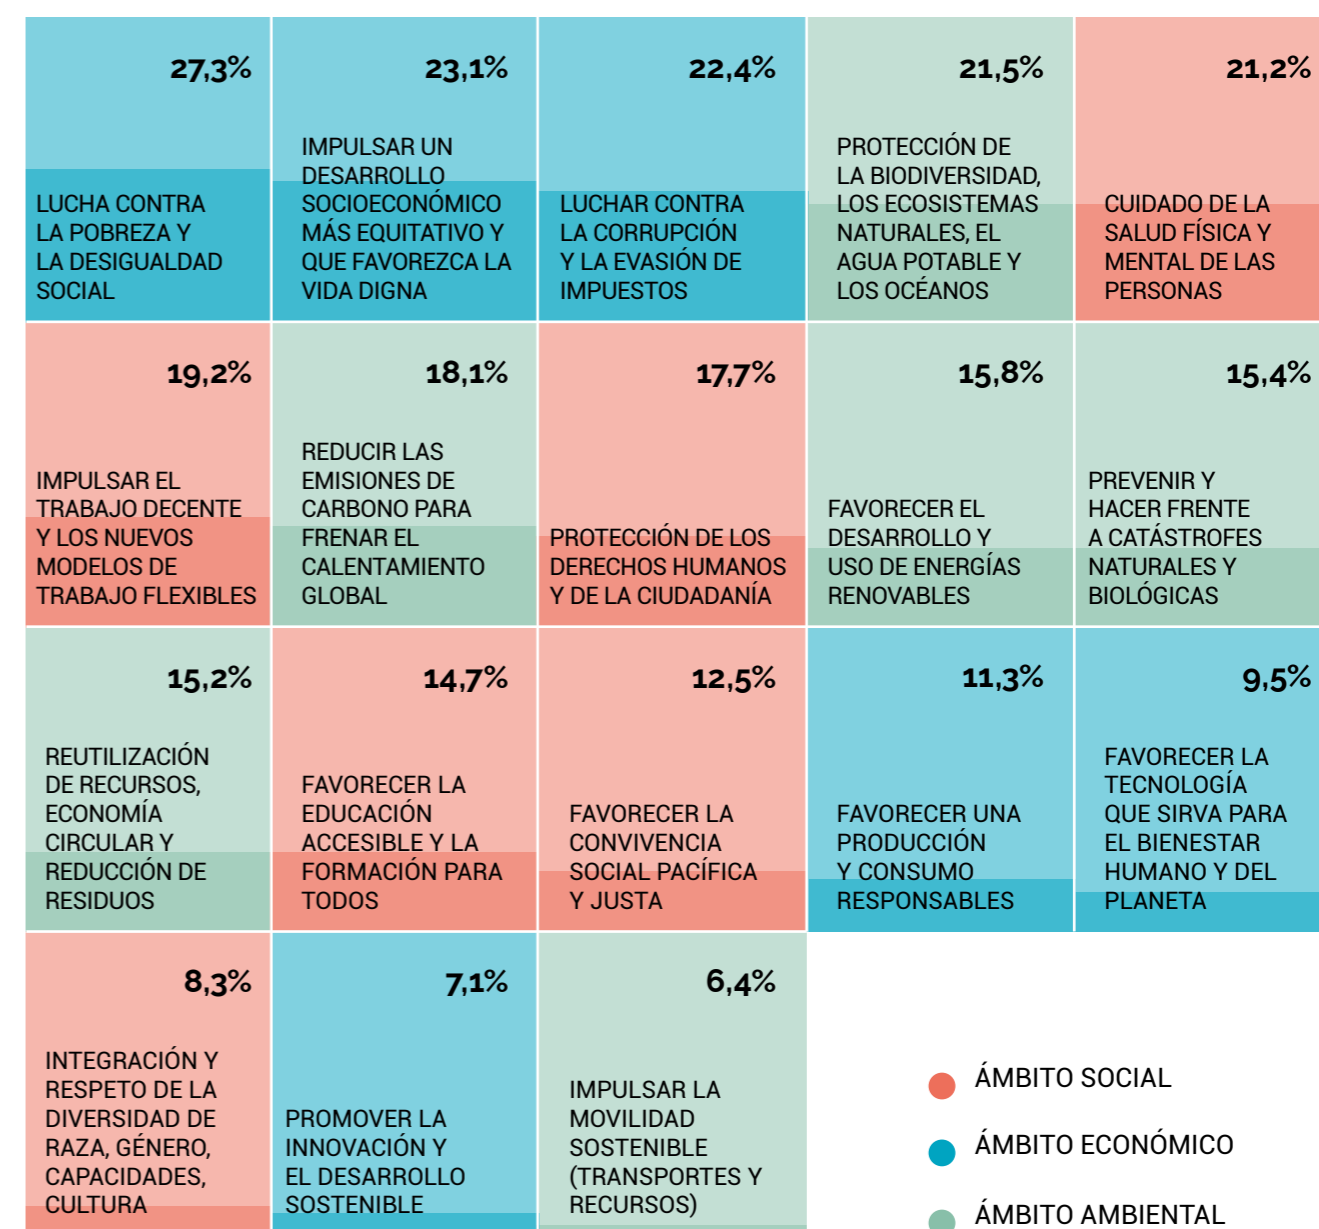 27,3%
LUCHA CONTRA
LA POBREZA Y
LA DESIGUALDAD
SOCIAL
23,1%
IMPULSAR UN
DESARROLLO
SOCIOECONÓMICO
MÁS EQUITATIVO Y
QUE FAVOREZCA LA
VIDA DIGNA
22,4%
LUCHAR CONTRA
LA CORRUPCIÓN
Y LA EVASIÓN DE
IMPUESTOS
21,5%
PROTECCIÓN DE
LA BIODIVERSIDAD,
LOS ECOSISTEMAS
NATURALES, EL
AGUA POTABLE Y
LOS OCÉANOS
21,2%
CUIDADO DE LA
SALUD FÍSICA Y
MENTAL DE LAS
PERSONAS
19,2%
IMPULSAR EL
TRABAJO DECENTE
Y LOS NUEVOS
MODELOS DE
TRABAJO FLEXIBLES
18,1%
REDUCIR LAS
EMISIONES DE
CARBONO PARA
FRENAR EL
CALENTAMIENTO
GLOBAL
17,7%
PROTECCIÓN DE LOS
DERECHOS HUMANOS
Y DE LA CIUDADANÍA
15,8%
FAVORECER EL
DESARROLLO Y
USO DE ENERGÍAS
RENOVABLES
15,4%
PREVENIR Y
HACER FRENTE
A CATÁSTROFES
NATURALES Y
BIOLÓGICAS
15,2%
REUTILIZACIÓN
DE RECURSOS,
ECONOMÍA
CIRCULAR Y
REDUCCIÓN DE
RESIDUOS
14,7%
FAVORECER LA
EDUCACIÓN
ACCESIBLE Y LA
FORMACIÓN PARA
TODOS
12,5%
FAVORECER LA
CONVIVENCIA
SOCIAL PACÍFICA
Y JUSTA
11,3%
FAVORECER UNA
PRODUCCIÓN
Y CONSUMO
RESPONSABLES
9,5%
FAVORECER LA
TECNOLOGÍA
QUE SIRVA PARA
EL BIENESTAR
HUMANO Y DEL
PLANETA
8,3%
INTEGRACIÓN Y
RESPETO DE LA
DIVERSIDAD DE
RAZA, GÉNERO,
CAPACIDADES,
CULTURA
7,1%
PROMOVER LA
INNOVACIÓN Y
EL DESARROLLO
SOSTENIBLE
6,4%
IMPULSAR LA
MOVILIDAD
SOSTENIBLE
(TRANSPORTES Y
RECURSOS)
ÁMBITO SOCIAL
ÁMBITO ECONÓMICO
ÁMBITO AMBIENTAL